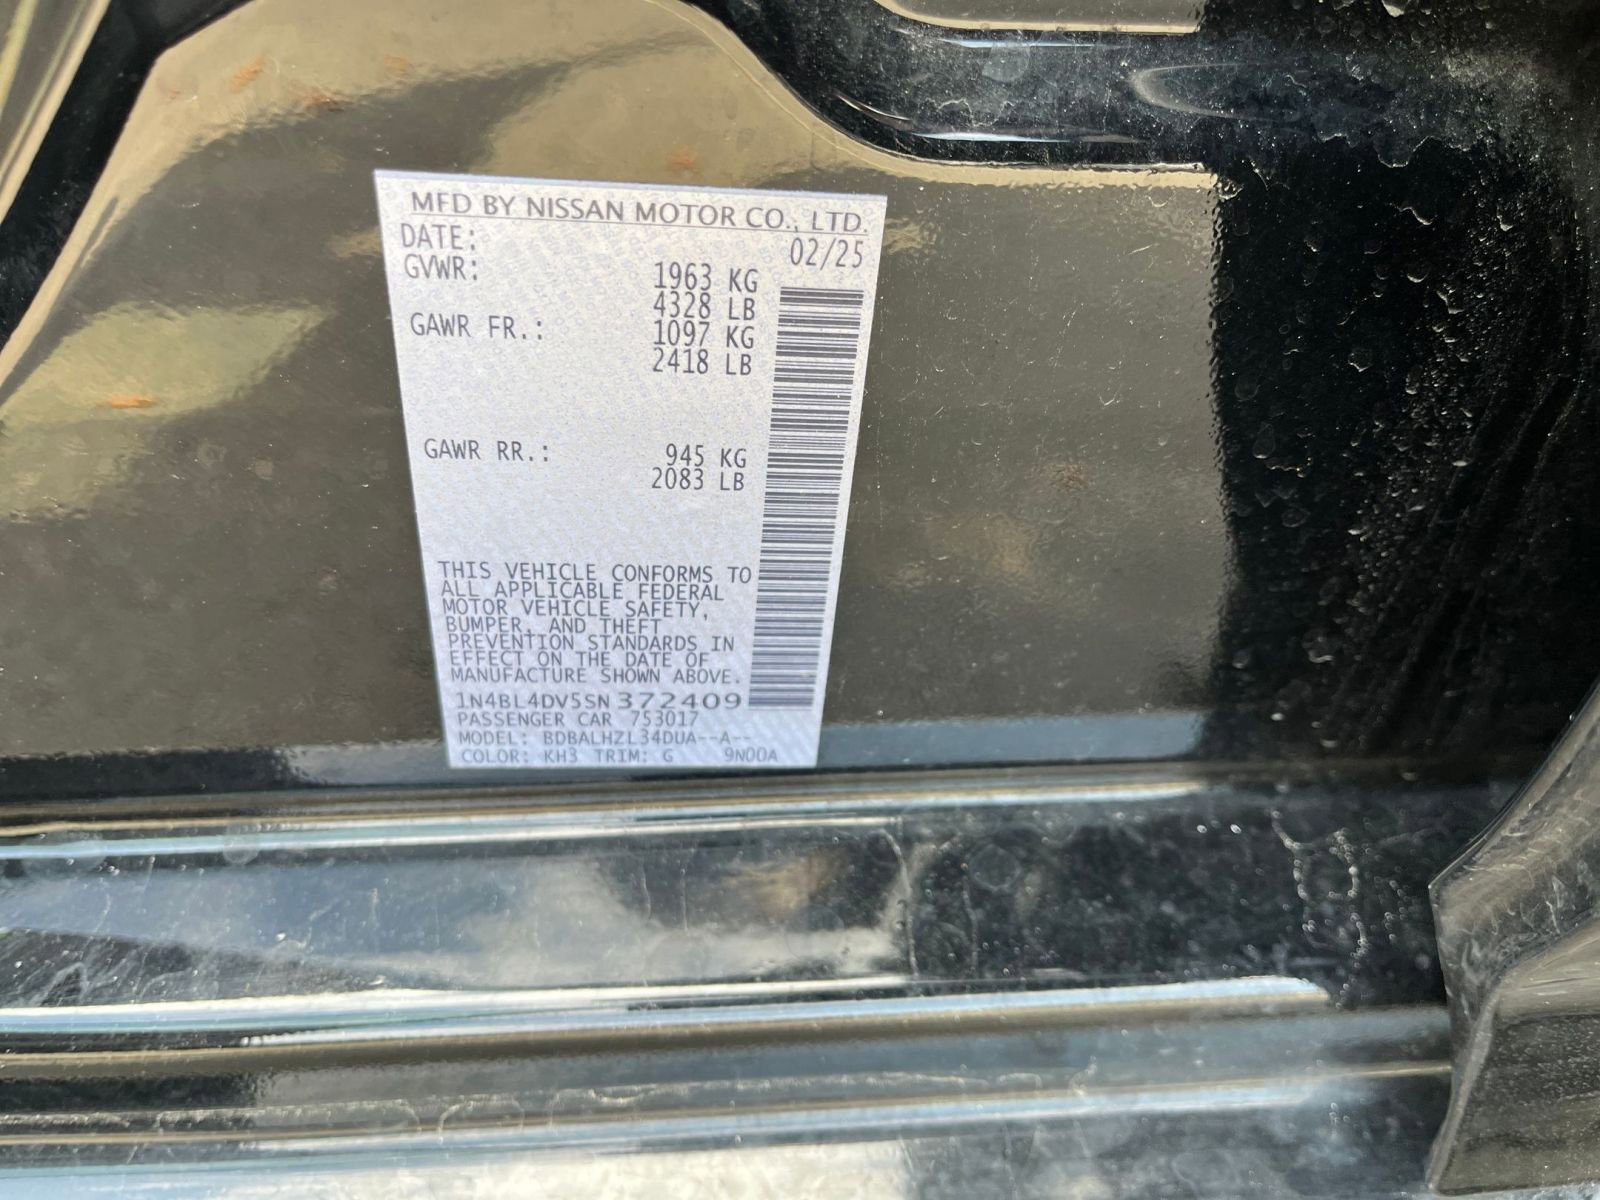 MFD BY NISSAN MOTOR CO., LTD.
DATE: 02/25
GVWR: 1963 KG
4328 LB
GAWR FR.: 1097 KG
2418 LB
GAWR RR.: 945 KG
2083 LB
THIS VEHICLE CONFORMS TO
ALL APPLICABLE FEDERAL
MOTOR VEHICLE SAFETY,
BUMPER, AND THEFT
PREVENTION STANDARDS IN
EFFECT ON THE DATE OF
MANUFACTURE SHOWN ABOVE.
1N4BL4DV5SN372409
PASSENGER CAR 753017
MODEL: BDBALHZL34DUA--A--
COLOR: KH3 TRIM: G 9N00A